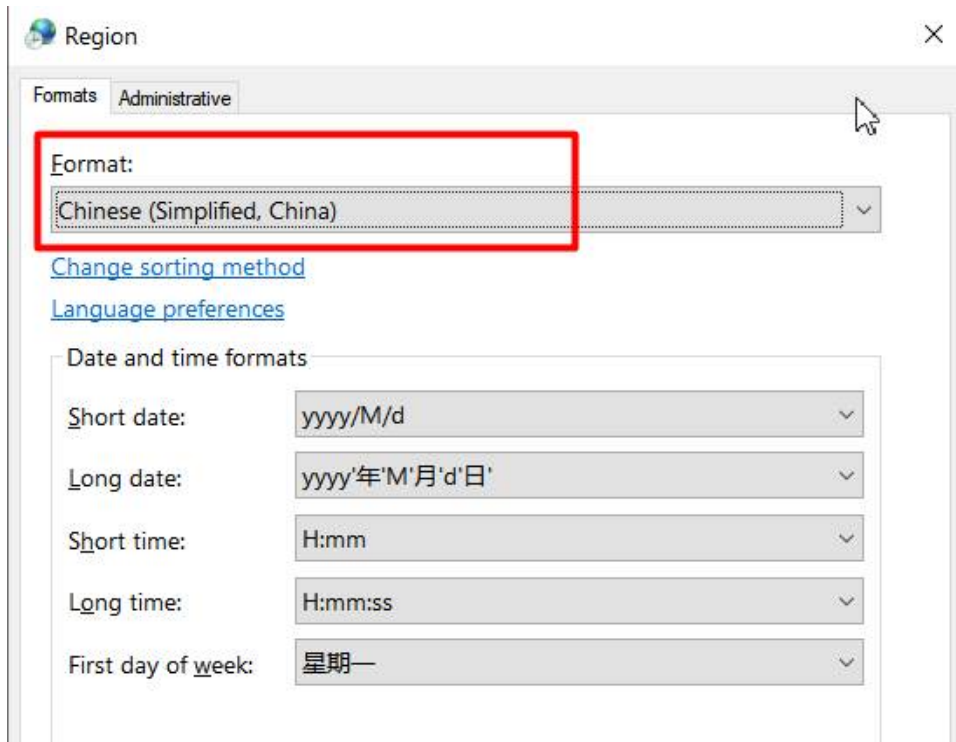 Region
Formats Administrative
Format:
Chinese (Simplified, China)
Change sorting method
Language preferences
Date and time formats
Short date: yyyy/M/d
Long date: yyyy'年'M'月'd'日'
Short time: H:mm
Long time: H:mm:ss
First day of week: 星期一